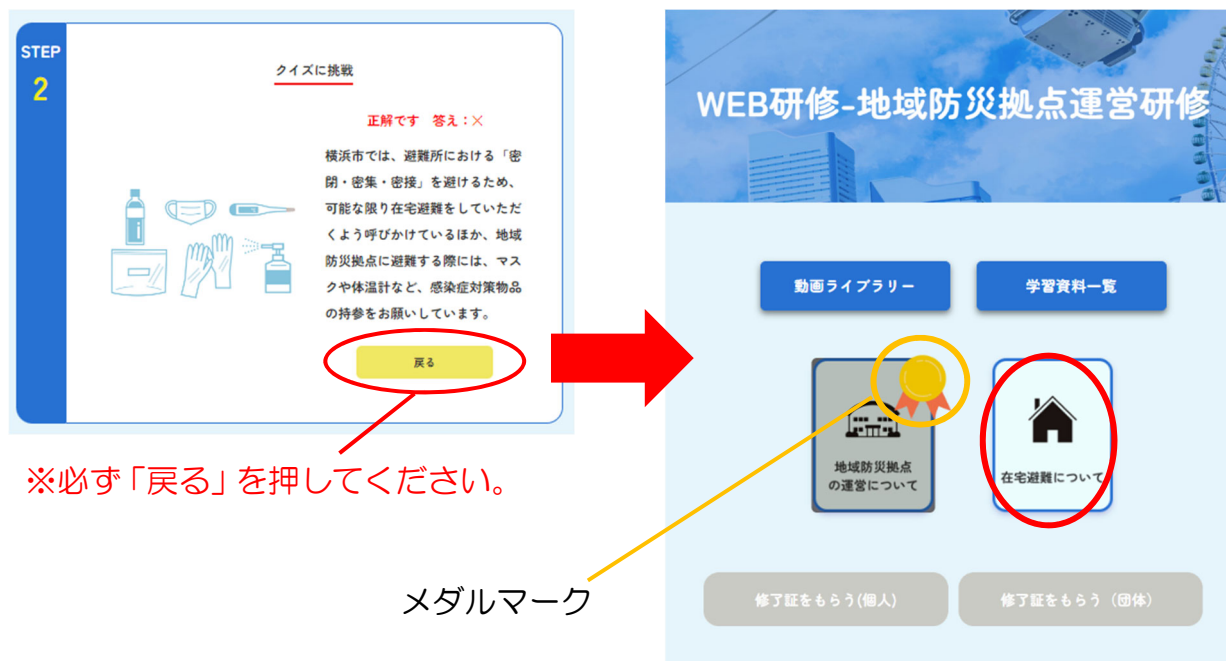 STEP
2
クイズに挑戦
正解です 答え：×
横浜市では、避難所における「密
閉・密集・密接」を避けるため、
可能な限り在宅避難をしていただ
くよう呼びかけているほか、地域
防災拠点に避難する際には、マス
クや体温計など、感染症対策物品
の持参をお願いしています。
戻る
※必ず「戻る」を押してください。
メダルマーク
WEB研修-地域防災拠点運営研修
動画ライブラリー
学習資料一覧
地域防災拠点
の運営について
在宅避難について
修了証をもらう(個人)
修了証をもらう（団体）